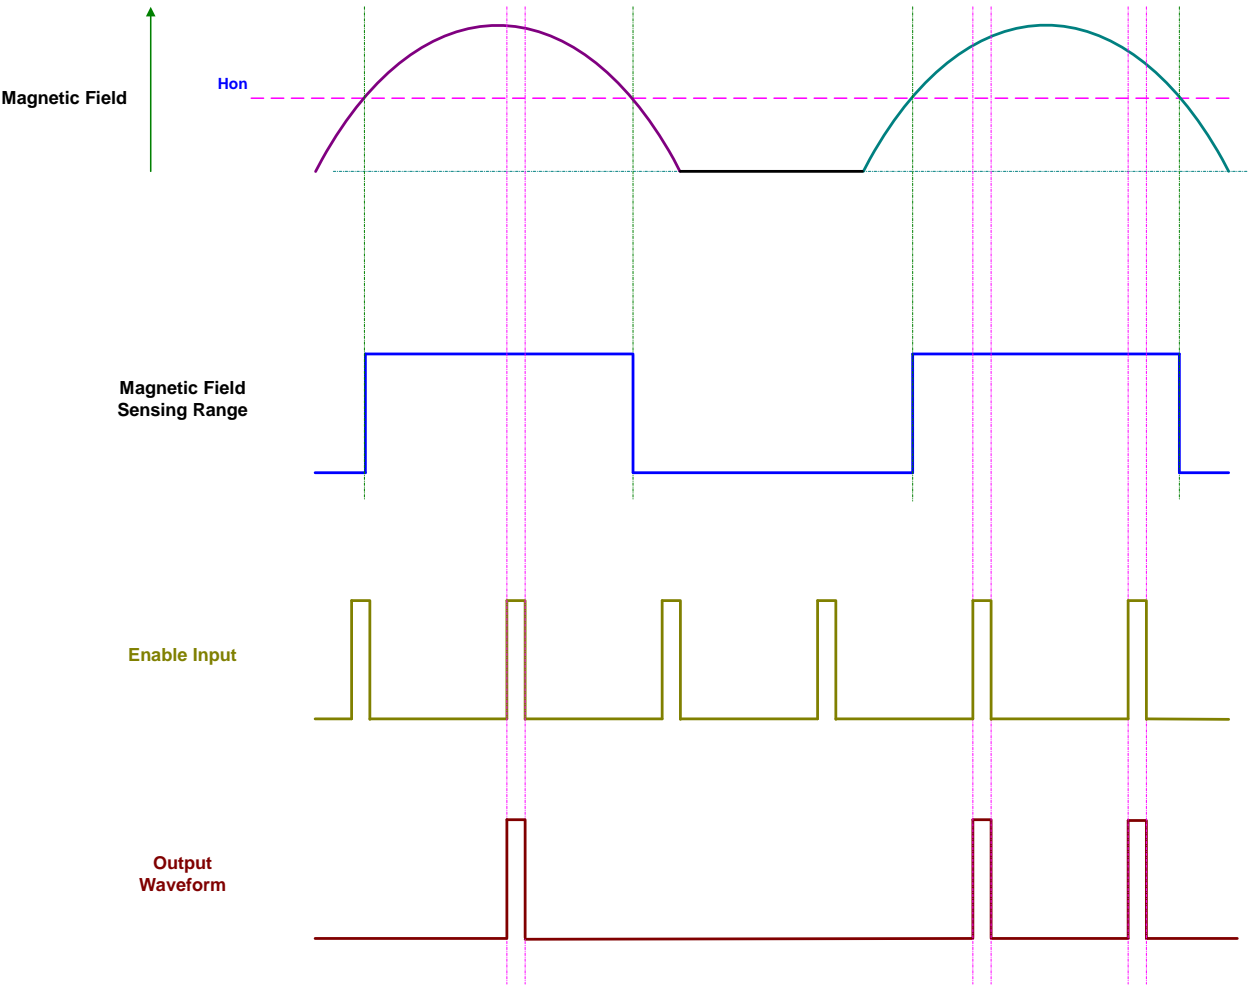 Hon
Magnetic Field
Magnetic Field
Sensing Range
Enable Input
Output
Waveform